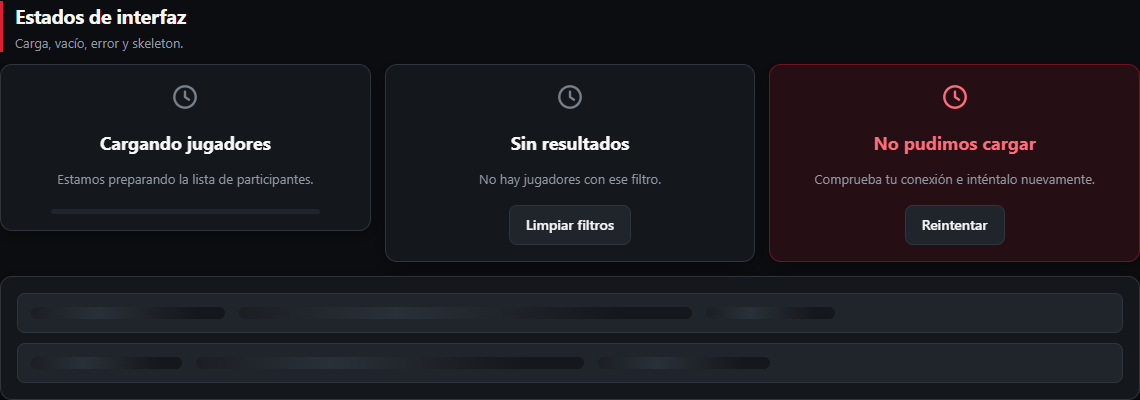 Estados de interfaz
Carga, vacío, error y skeleton.
Cargando jugadores
Estamos preparando la lista de participantes.
Sin resultados
No hay jugadores con ese filtro.
Limpiar filtros
No pudimos cargar
Comprueba tu conexión e inténtalo nuevamente.
Reintentar